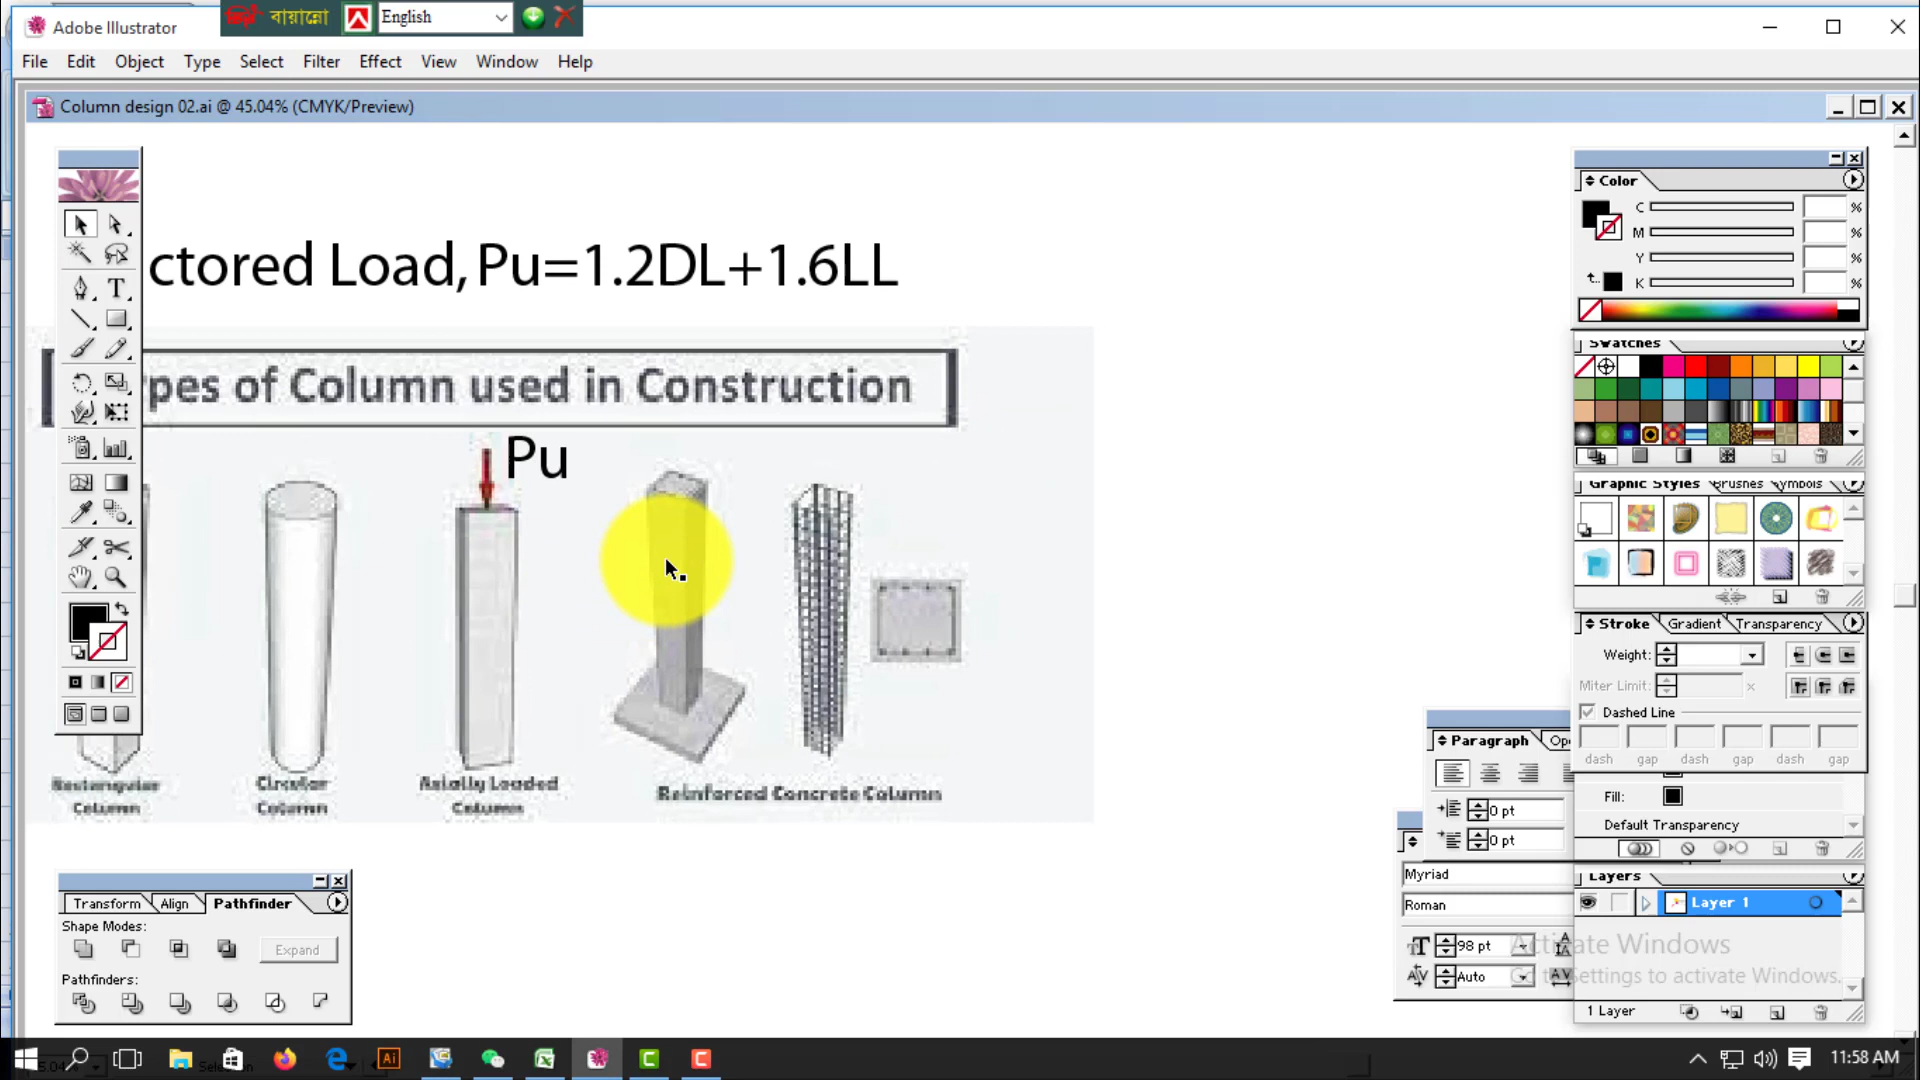 Adobe Illustrator
বায়ান্নো
English
File Edit Object Type Select Filter Effect View Window Help
Column design 02.ai @ 45.04% (CMYK/Preview)
ctored Load, Pu=1.2DL+1.6LL
pes of Column used in Construction
Pu
Rectangular
Column
Circular
Column
Axially Loaded
Column
Reinforced Concrete Column
Transform Align Pathfinder
Shape Modes:
Expand
Pathfinders:
Color
C %
M %
Y %
K %
Swatches
Graphic Styles Brushes Symbols
Stroke Gradient Transparency
Weight:
Miter Limit: x
Dashed Line
dash gap dash gap dash gap
Paragraph
0 pt
0 pt
Fill:
Default Transparency
Myriad
Roman
98 pt
Auto
Layers
Layer 1
Activate Windows
Go to Settings to activate Windows.
1 Layer
11:58 AM